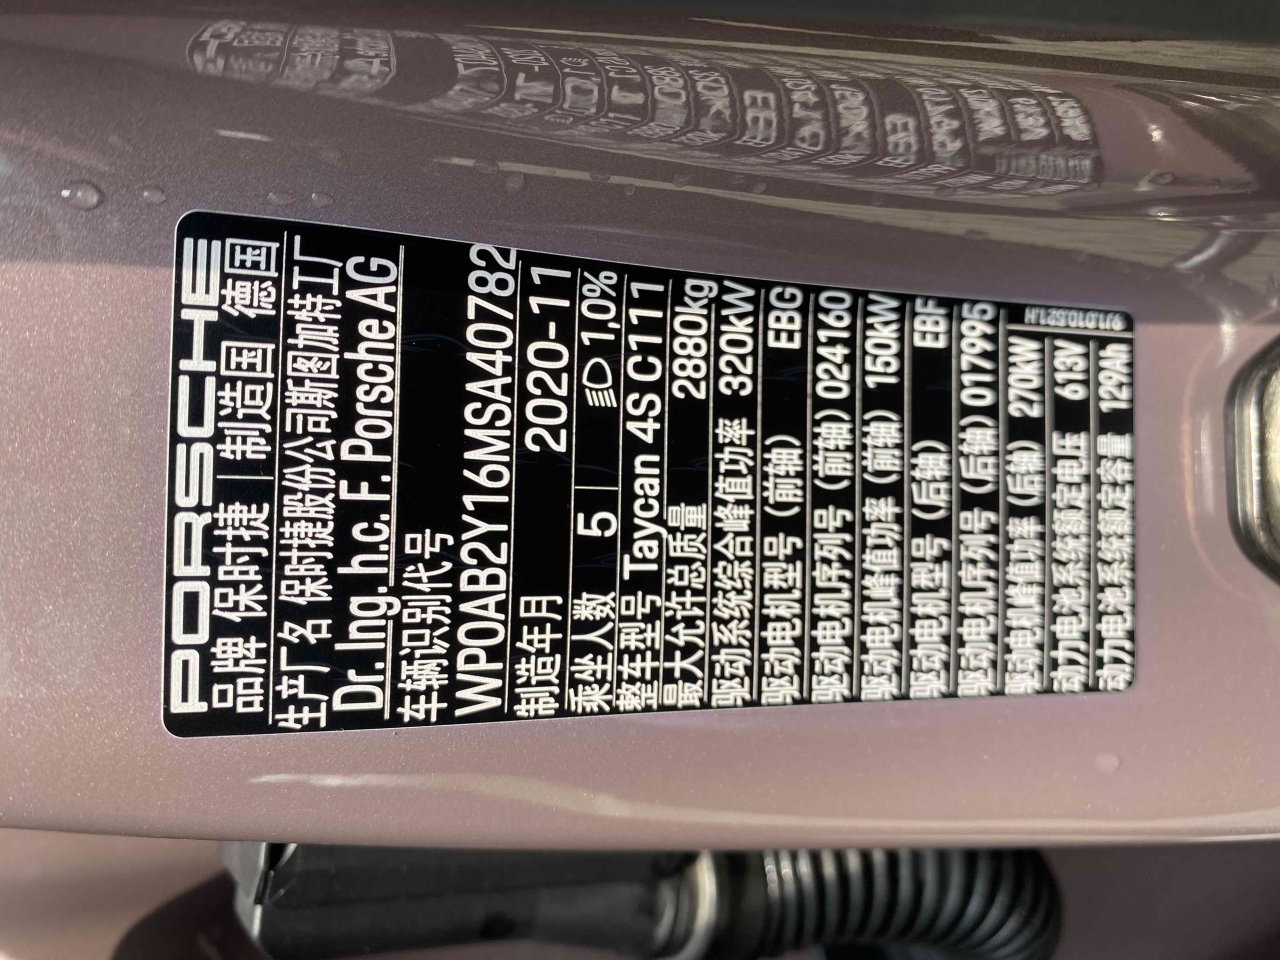 PORSCHE
品牌 保时捷 制造国 德国
生产厂名 保时捷股份公司斯图加特工厂
Dr. Ing. h.c. F. Porsche AG
车辆识别代号
WP0AB2Y16MSA40782
制造年月 2020-11
乘坐人数 5 1,0%
整车型号 Taycan 4S C111
最大允许总质量 2880kg
驱动系统综合峰值功率 320kW
驱动电机型号（前轴） EBG
驱动电机序列号（前轴）024160
驱动电机峰值功率（前轴） 150kW
驱动电机型号（后轴） EBF
驱动电机序列号（后轴）017995
驱动电机峰值功率（后轴） 270kW
动力电池系统额定电压 613V
动力电池系统额定容量 129Ah
9J1.010.521.H